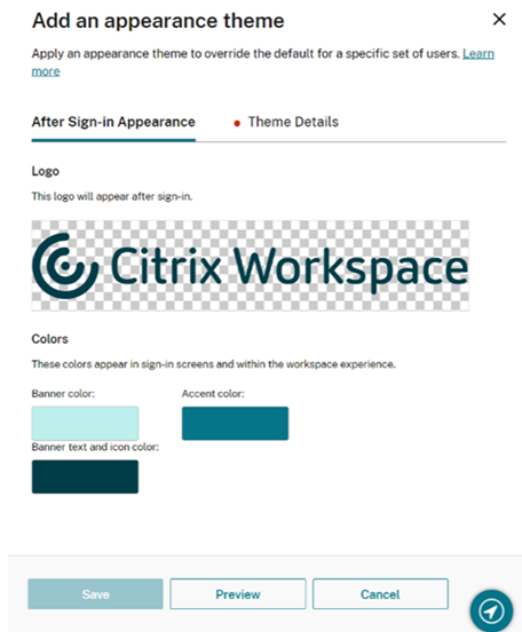 Add an appearance theme
Apply an appearance theme to override the default for a specific set of users. Learn
more
After Sign-in Appearance
Theme Details
Logo
This logo will appear after sign-in.
Citrix Workspace
Colors
These colors appear in sign-in screens and within the workspace experience.
Banner color:
Accent color:
Banner text and icon color:
Save
Preview
Cancel